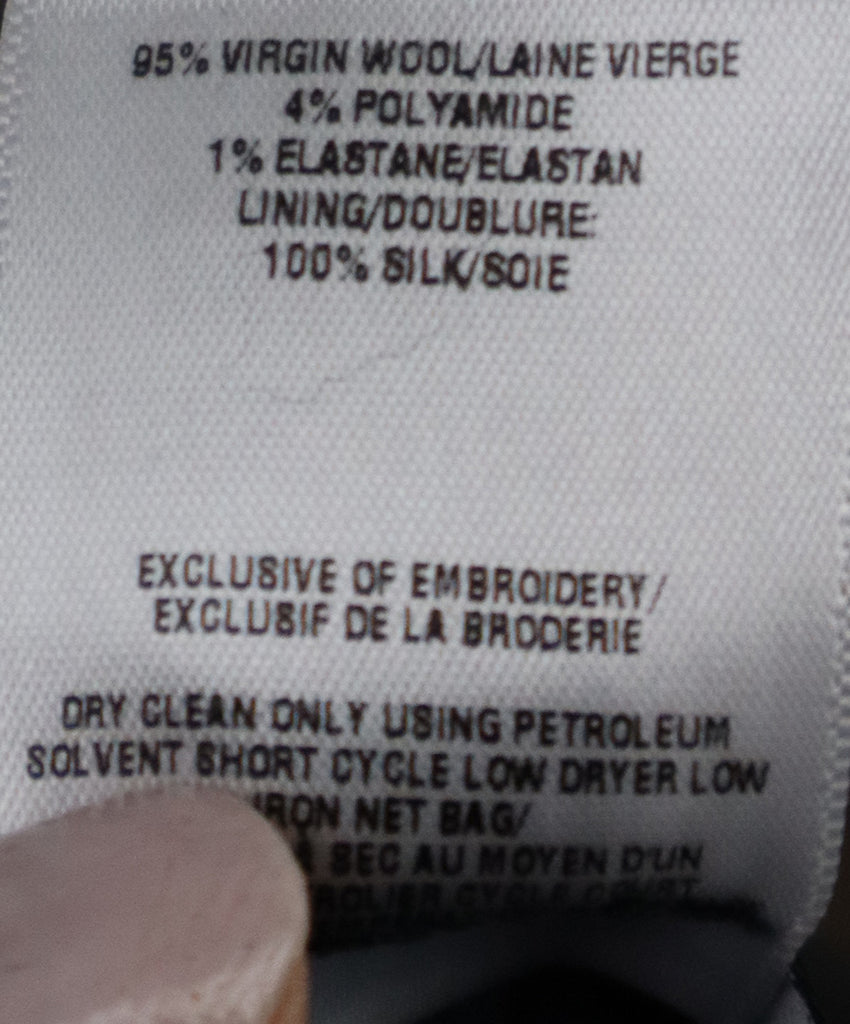 95% VIRGIN WOOL/LAINE VIERGE
4% POLYAMIDE
1% ELASTANE/ELASTAN
LINING/DOUBLURE:
100% SILK/SOIE
EXCLUSIVE OF EMBROIDERY/
EXCLUSIF DE LA BRODERIE
DRY CLEAN ONLY USING PETROLEUM
SOLVENT SHORT CYCLE LOW DRYER LOW
IRON NET BAG/
À SEC AU MOYEN D'UN
CYCLE COURT